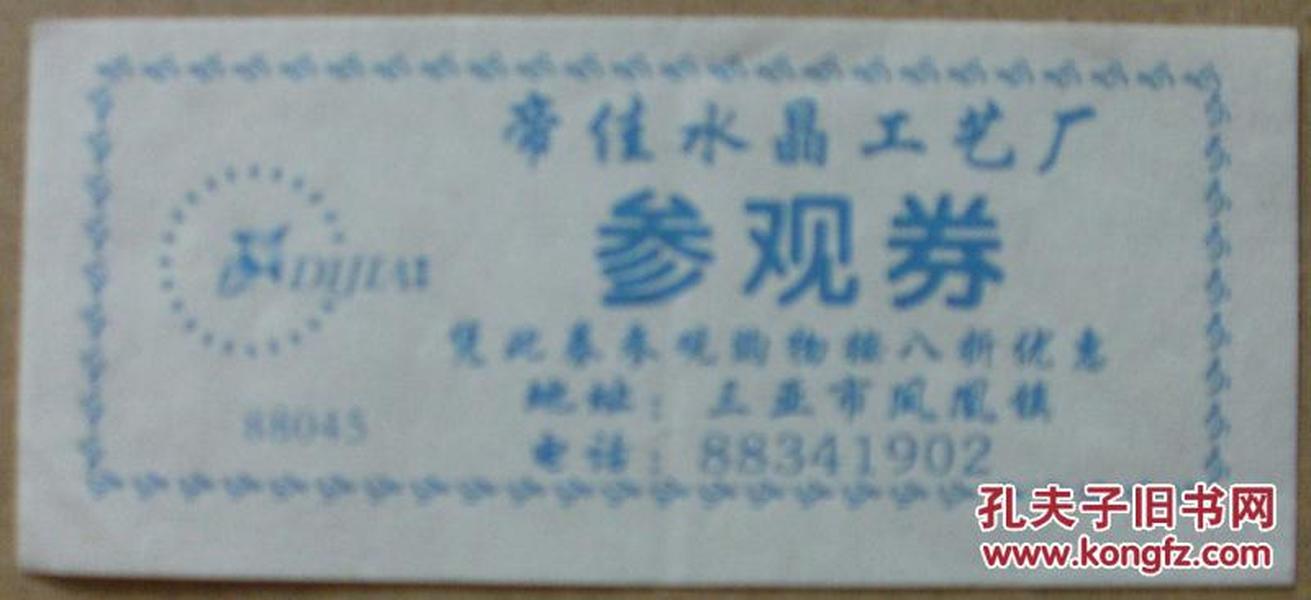 帝佳水晶工艺厂
参观券
DIJIA
凭此券参观购物按八折优惠
地址：三亚市凤凰镇
88045
电话：88341902
孔夫子旧书网
www.kongfz.com